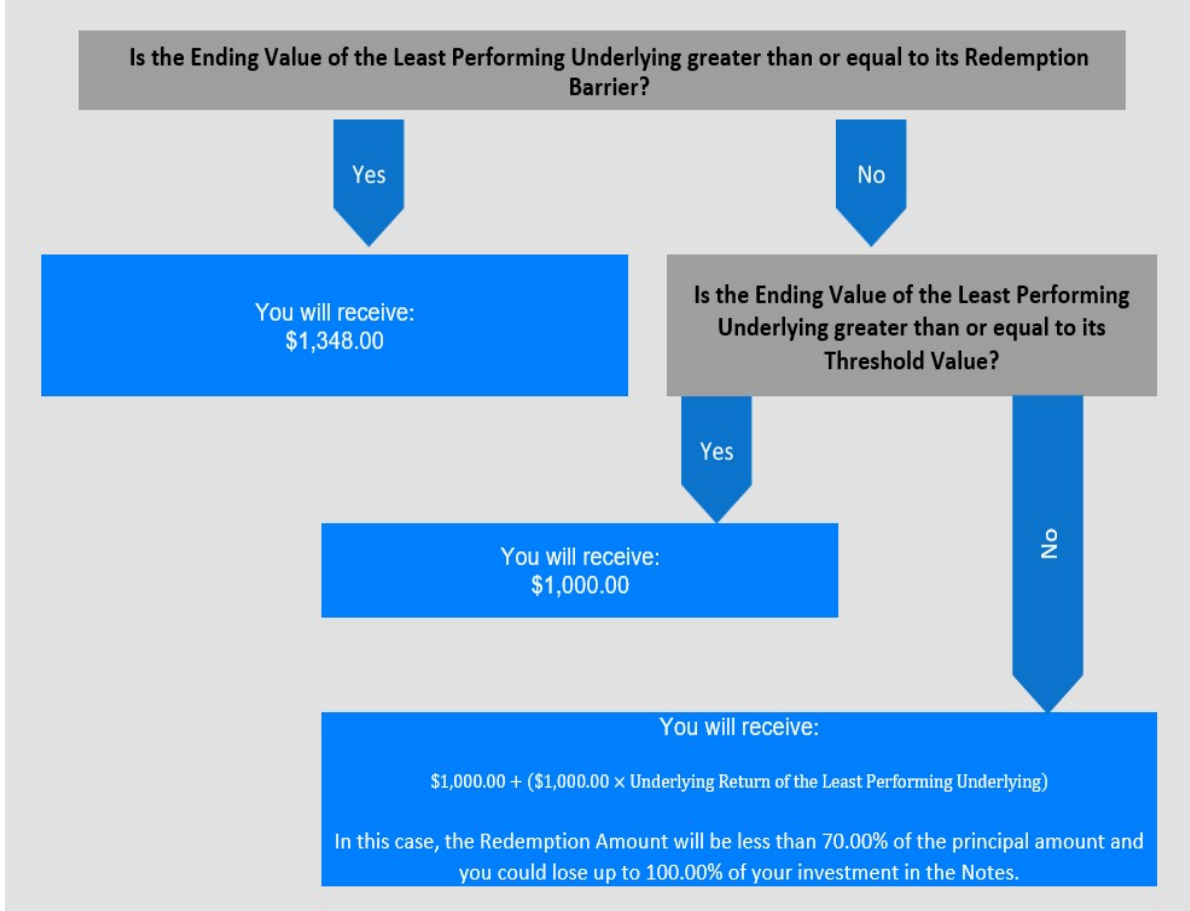 Is the Ending Value of the Least Performing Underlying greater than or equal to its Redemption
Barrier?
Yes
No
You will receive:
$1,348.00
Is the Ending Value of the Least Performing
Underlying greater than or equal to its
Threshold Value?
Yes
No
You will receive:
$1,000.00
You will receive:
$1,000.00 + ($1,000.00 × Underlying Return of the Least Performing Underlying)
In this case, the Redemption Amount will be less than 70.00% of the principal amount and
you could lose up to 100.00% of your investment in the Notes.